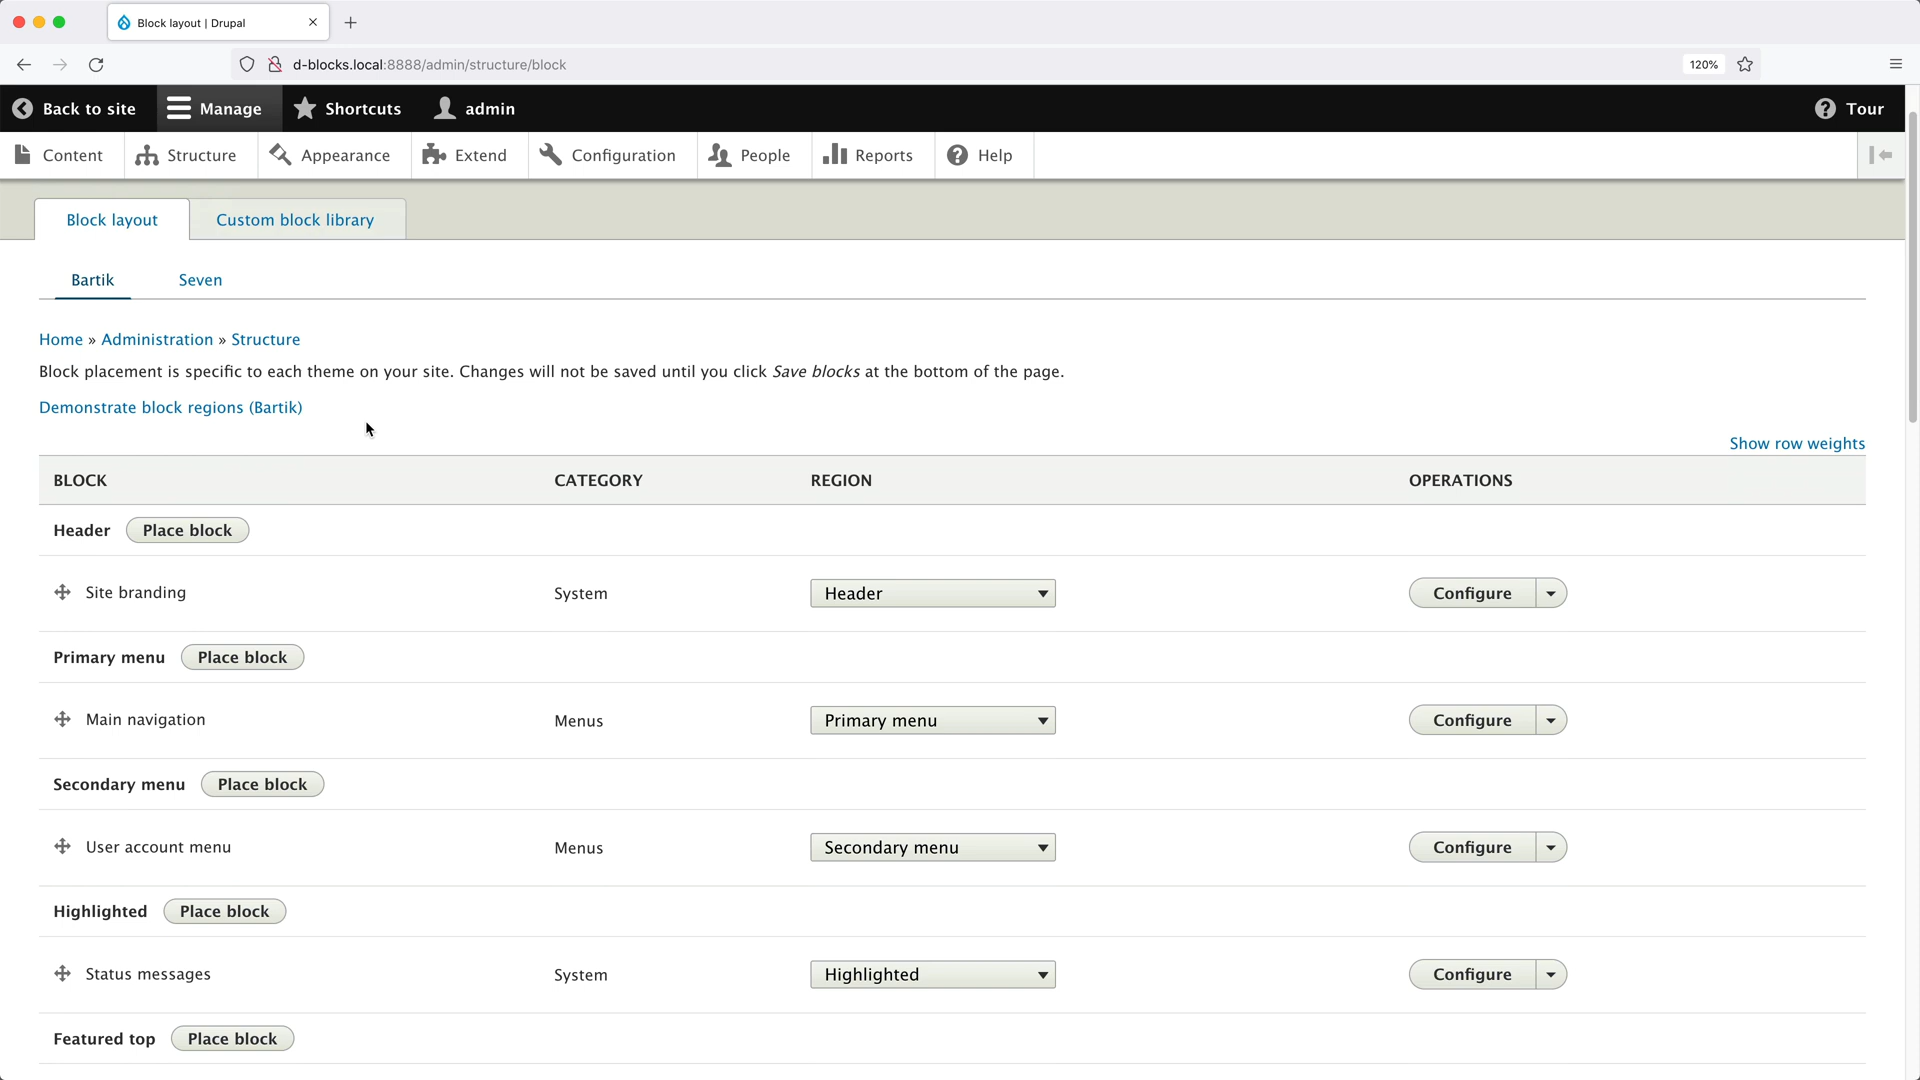 Block layout | Drupal
d-blocks.local:8888/admin/structure/block
120%
Back to site Manage Shortcuts admin Tour
Content Structure Appearance Extend Configuration People Reports Help
Block layout Custom block library
Bartik Seven
Home » Administration » Structure
Block placement is specific to each theme on your site. Changes will not be saved until you click Save blocks at the bottom of the page.
Demonstrate block regions (Bartik)
Show row weights
BLOCK CATEGORY REGION OPERATIONS
Header Place block
Site branding System Header Configure
Primary menu Place block
Main navigation Menus Primary menu Configure
Secondary menu Place block
User account menu Menus Secondary menu Configure
Highlighted Place block
Status messages System Highlighted Configure
Featured top Place block